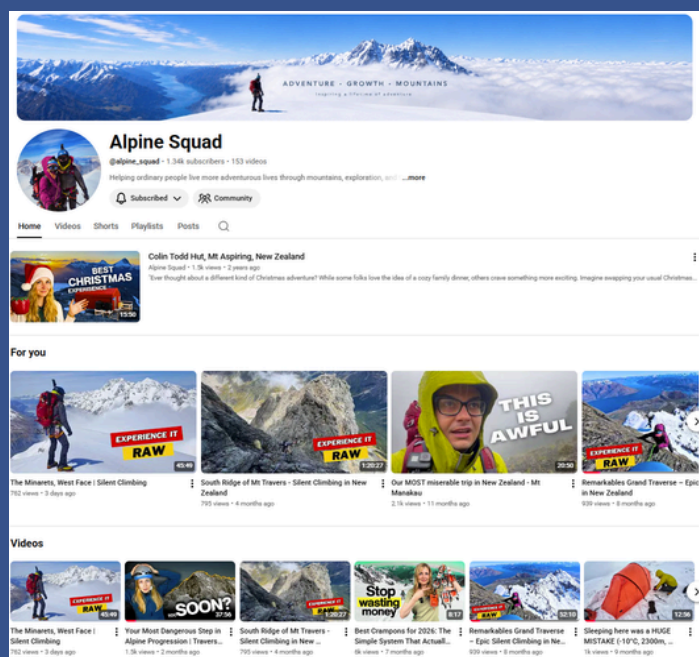 ADVENTURE - GROWTH - MOUNTAINS
Inspiring a lifetime of adventure
Alpine Squad
@alpine_squad • 1.34k subscribers • 153 videos
Helping ordinary people live more adventurous lives through mountains, exploration, and ...more
Subscribed
Community
Home Videos Shorts Playlists Posts
BEST
CHRISTMAS
EXPERIENCE
15:50
Colin Todd Hut, Mt Aspiring, New Zealand
Alpine Squad • 1.5k views • 2 years ago
"Ever thought about a different kind of Christmas adventure? While some folks love the idea of a cozy family dinner, others crave something more exciting. Imagine swapping your usual Christmas...
For you
EXPERIENCE IT
RAW
45:49
The Minarets, West Face | Silent Climbing
762 views • 3 days ago
EXPERIENCE IT
RAW
1:20:27
South Ridge of Mt Travers - Silent Climbing in New
Zealand
795 views • 4 months ago
THIS
IS
AWFUL
20:50
Our MOST miserable trip in New Zealand - Mt
Manakau
2.1k views • 11 months ago
EXPERIENCE IT
RAW
Remarkables Grand Traverse – Epic
in New Zealand
939 views • 8 months ago
Videos
EXPERIENCE IT
RAW
45:49
The Minarets, West Face |
Silent Climbing
762 views • 3 days ago
SOON?
37:56
Your Most Dangerous Step in
Alpine Progression | Travers...
1.5k views • 2 months ago
EXPERIENCE IT
RAW
1:20:27
South Ridge of Mt Travers -
Silent Climbing in New ...
795 views • 4 months ago
Stop
wasting
money
8:17
Best Crampons for 2026: The
Simple System That Actuall...
6k views • 7 months ago
EXPERIENCE IT
RAW
52:10
Remarkables Grand Traverse
– Epic Silent Climbing in Ne...
939 views • 8 months ago
12:56
Sleeping here was a HUGE
MISTAKE (-10°C, 2300m, ...
1k views • 9 months ago